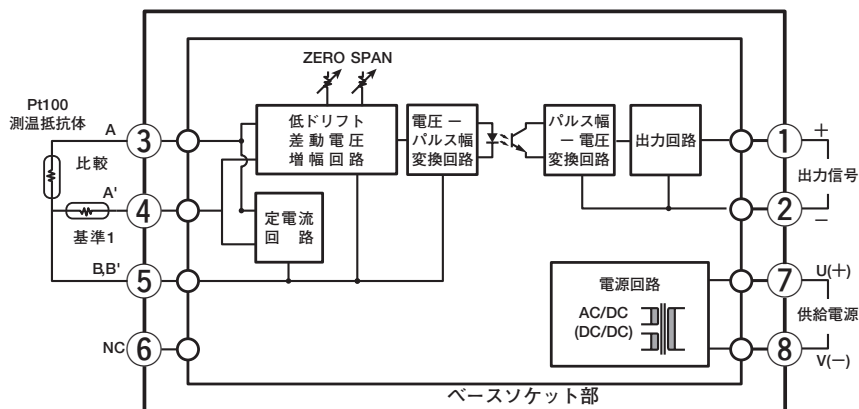 ZERO SPAN
Pt100
測温抵抗体
A
3
比較
A'
4
基準1
B,B'
5
NC
6
低ドリフト
差動電圧
増幅回路
電圧 ー
パルス幅
変換回路
パルス幅
ー 電圧
変換回路
出力回路
定電流
回 路
1
+
出力信号
2
−
電源回路
AC/DC
(DC/DC)
7
U(+)
供給電源
8
V(−)
ベースソケット部